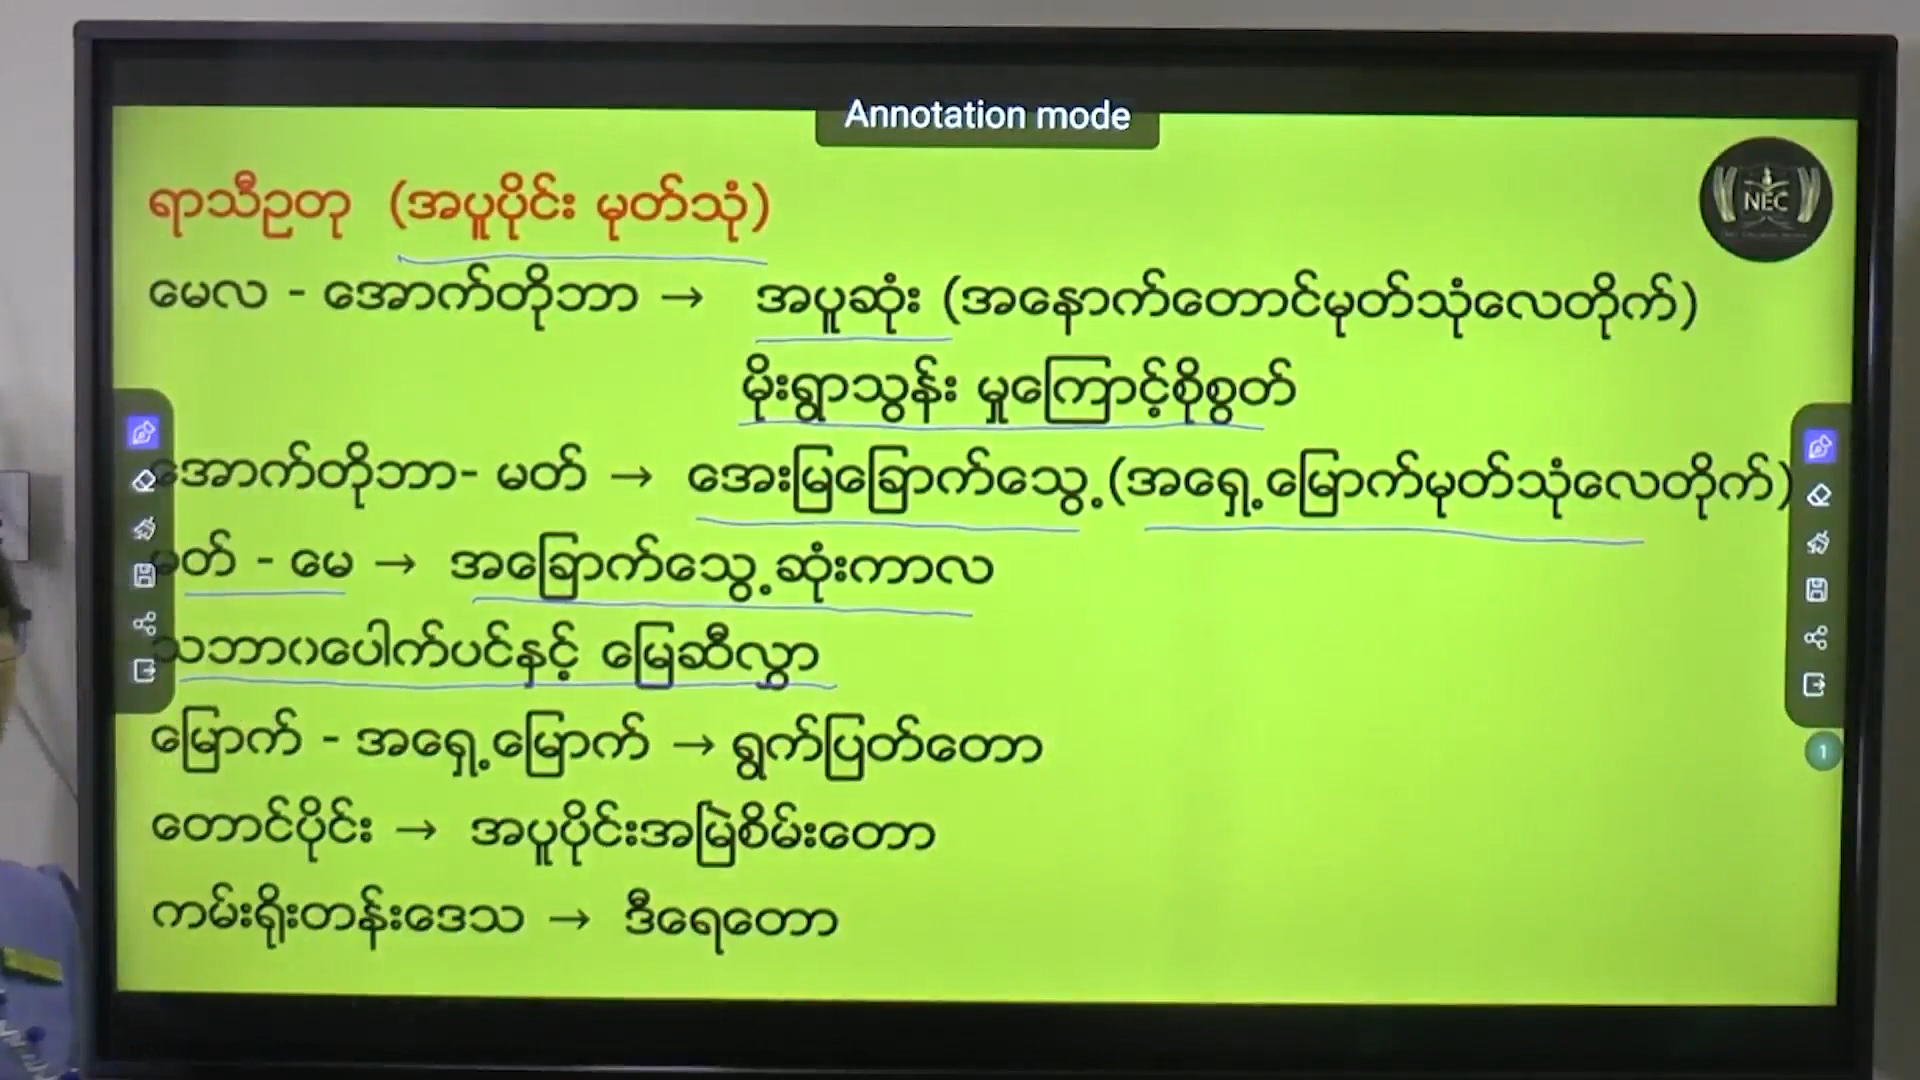 Annotation mode
NEC
ရာသီဥတု (အပူပိုင်း မုတ်သုံ)
မေလ - အောက်တိုဘာ → အပူဆုံး (အနောက်တောင်မုတ်သုံလေတိုက်)
မိုးရွာသွန်း မှုကြောင့်စိုစွတ်
အောက်တိုဘာ- မတ် → အေးမြခြောက်သွေ့ (အရှေ့မြောက်မုတ်သုံလေတိုက်)
မတ် - မေ → အခြောက်သွေ့ဆုံးကာလ
သဘာဝပေါက်ပင်နှင့် မြေဆီလွှာ
မြောက် - အရှေ့မြောက် → ရွက်ပြတ်တော
တောင်ပိုင်း → အပူပိုင်းအမြဲစိမ်းတော
ကမ်းရိုးတန်းဒေသ → ဒီရေတော
1